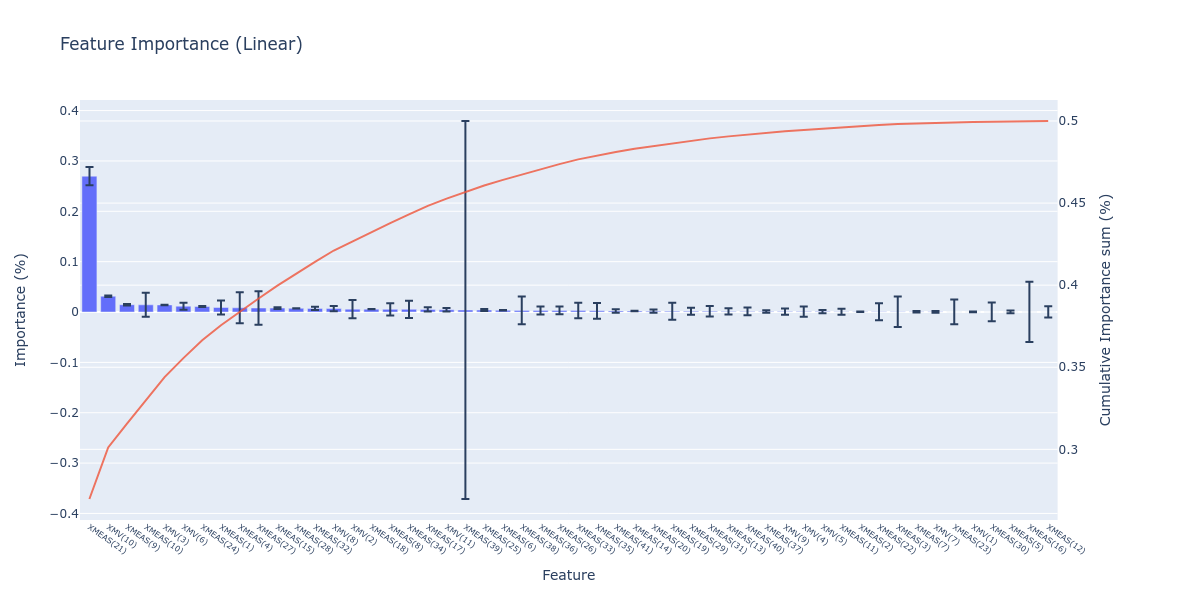 Feature Importance (Linear)
0.4
0.3
0.2
0.1
0
−0.1
−0.2
−0.3
−0.4
Importance (%)
0.5
0.45
0.4
0.35
0.3
Cumulative Importance sum (%)
XMEAS(21)
XMV(10)
XMEAS(9)
XMEAS(10)
XMV(3)
XMV(6)
XMEAS(24)
XMEAS(1)
XMEAS(4)
XMEAS(27)
XMEAS(15)
XMEAS(28)
XMEAS(32)
XMV(8)
XMV(2)
XMEAS(18)
XMEAS(8)
XMEAS(34)
XMEAS(17)
XMV(11)
XMEAS(39)
XMEAS(25)
XMEAS(6)
XMEAS(38)
XMEAS(36)
XMEAS(26)
XMEAS(33)
XMEAS(35)
XMEAS(41)
XMEAS(14)
XMEAS(20)
XMEAS(19)
XMEAS(29)
XMEAS(31)
XMEAS(13)
XMEAS(40)
XMEAS(37)
XMV(9)
XMV(4)
XMV(5)
XMEAS(11)
XMEAS(2)
XMEAS(22)
XMEAS(3)
XMEAS(7)
XMV(7)
XMEAS(23)
XMV(1)
XMEAS(30)
XMEAS(5)
XMEAS(16)
XMEAS(12)
Feature